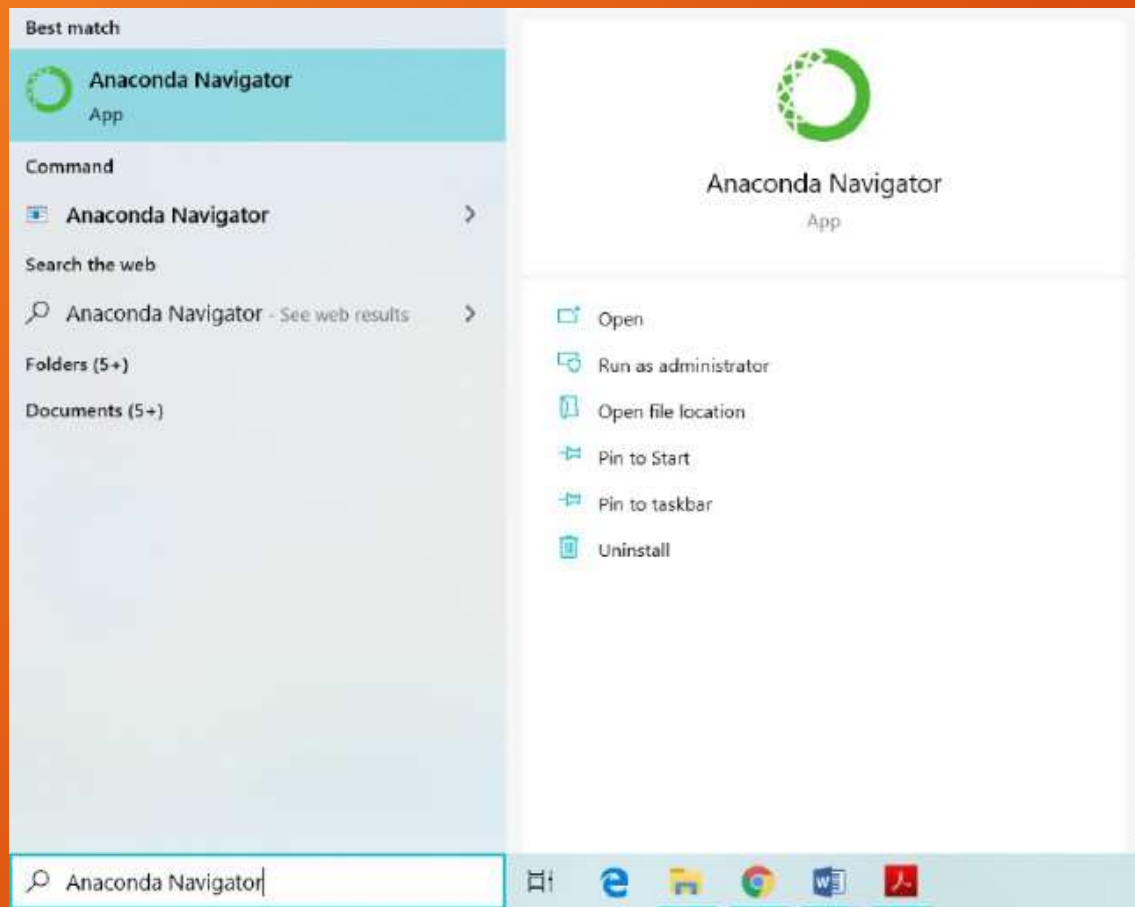 Best match
Anaconda Navigator
App
Command
Anaconda Navigator
Search the web
Anaconda Navigator - See web results
Folders (5+)
Documents (5+)
Anaconda Navigator
App
Open
Run as administrator
Open file location
Pin to Start
Pin to taskbar
Uninstall
Anaconda Navigator